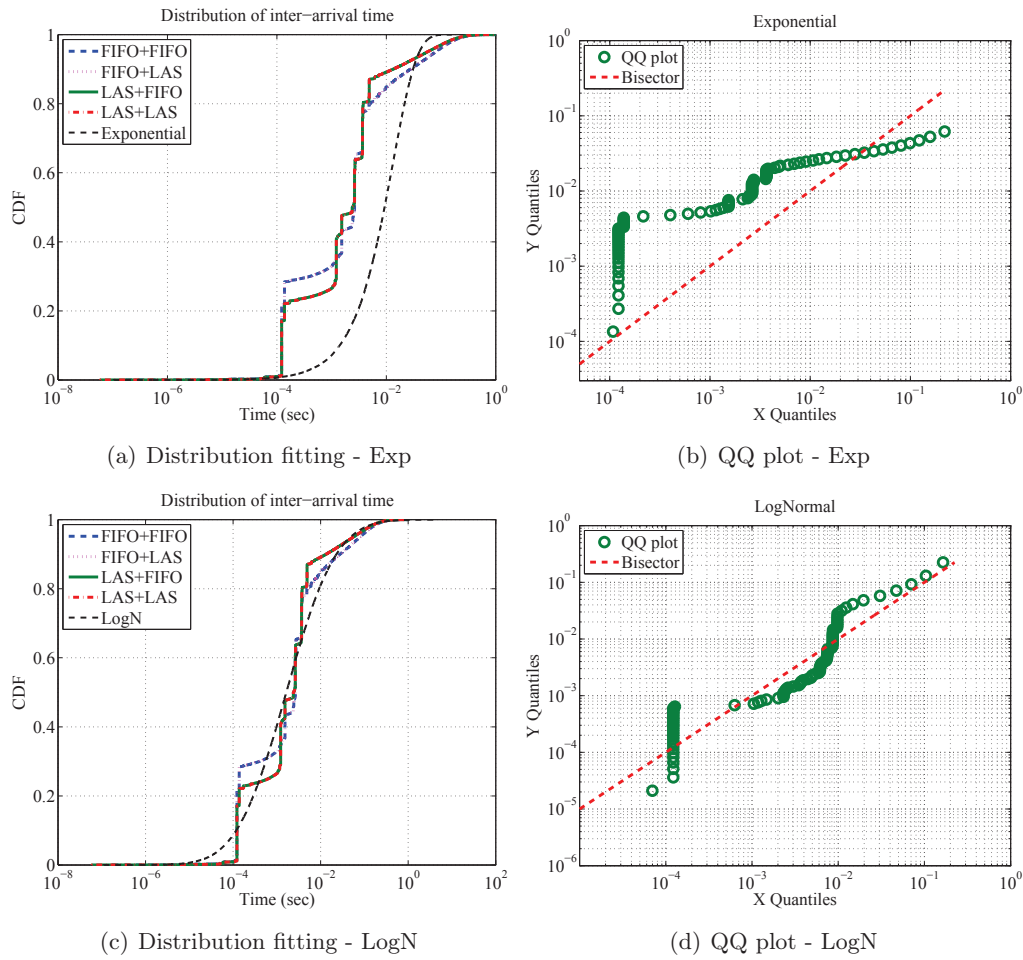 Distribution of inter−arrival time
1
0.8
0.6
0.4
0.2
0
CDF
FIFO+FIFO
FIFO+LAS
LAS+FIFO
LAS+LAS
Exponential
10^−8
10^−6
10^−4
10^−2
10^0
Time (sec)
(a) Distribution fitting - Exp
Exponential
10^0
10^−1
10^−2
10^−3
10^−4
Y Quantiles
QQ plot
Bisector
10^−4
10^−3
10^−2
10^−1
10^0
X Quantiles
(b) QQ plot - Exp
Distribution of inter−arrival time
1
0.8
0.6
0.4
0.2
0
CDF
FIFO+FIFO
FIFO+LAS
LAS+FIFO
LAS+LAS
LogN
10^−8
10^−6
10^−4
10^−2
10^0
10^2
Time (sec)
(c) Distribution fitting - LogN
LogNormal
10^0
10^−1
10^−2
10^−3
10^−4
10^−5
10^−6
Y Quantiles
QQ plot
Bisector
10^−4
10^−3
10^−2
10^−1
10^0
X Quantiles
(d) QQ plot - LogN